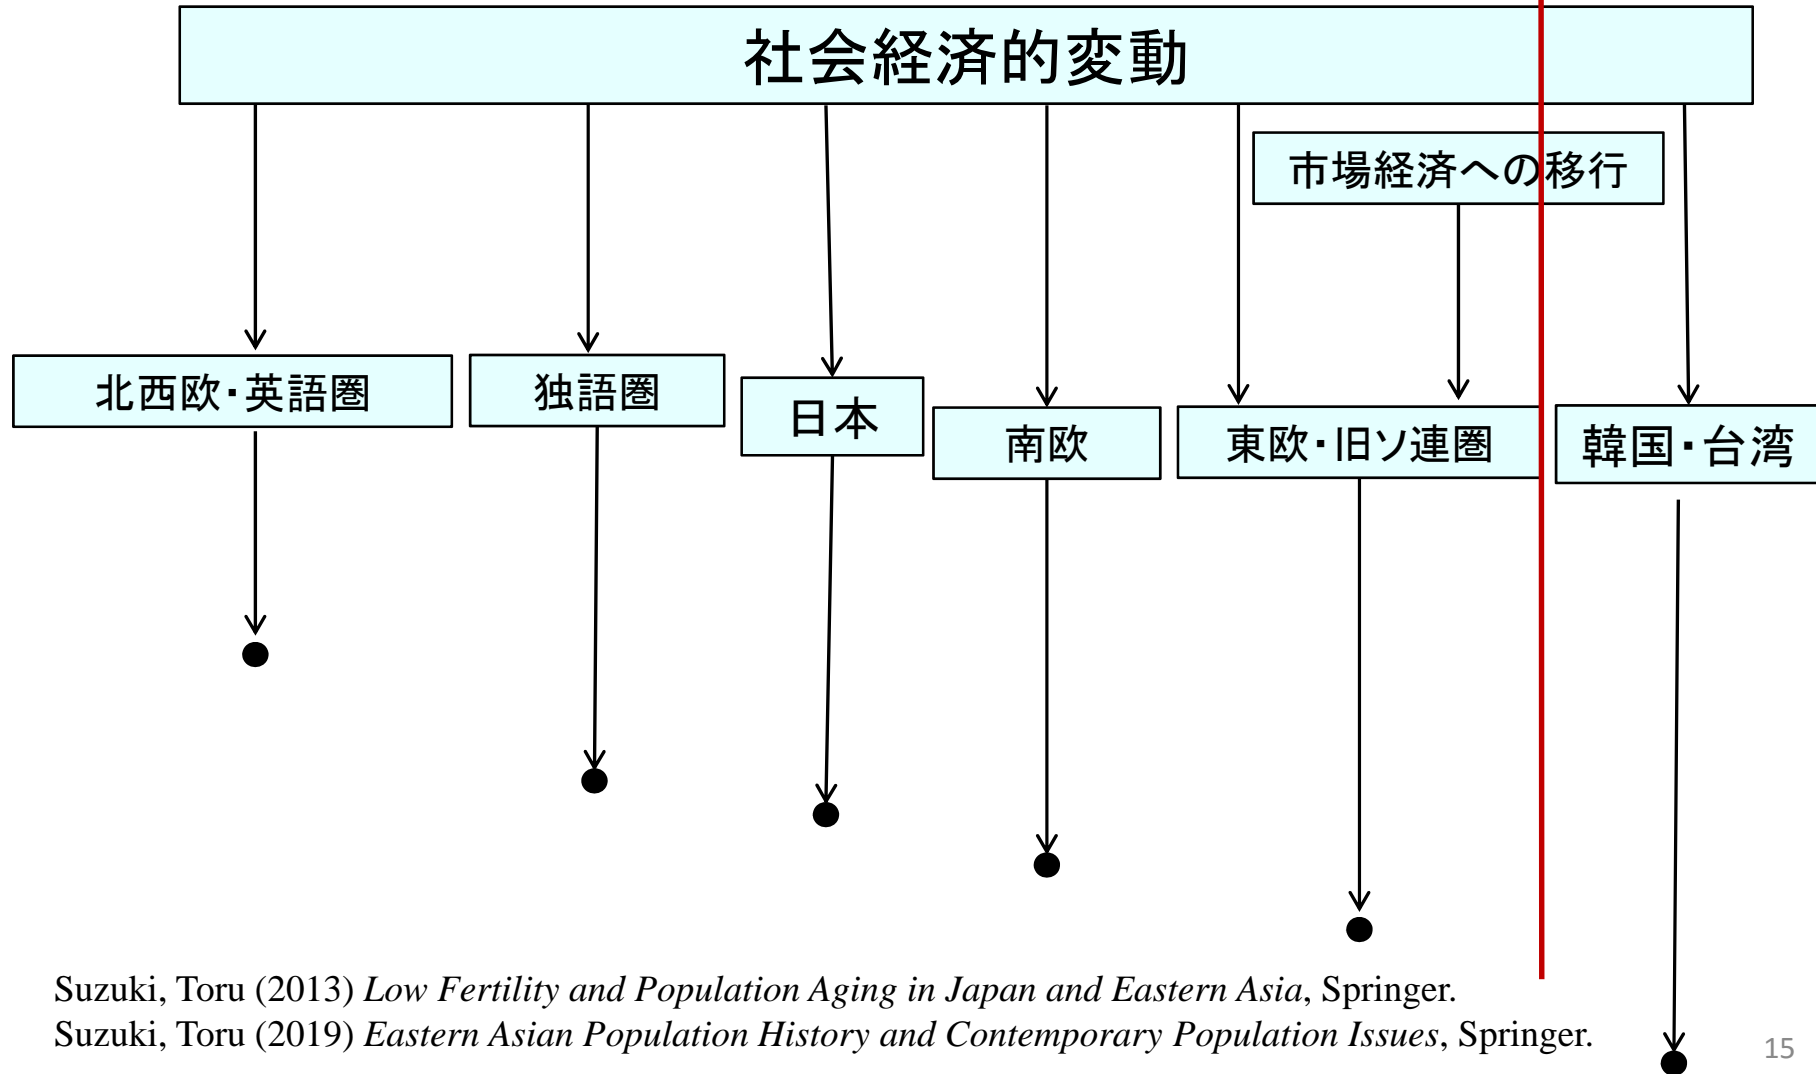 社会経済的変動
市場経済への移行
北西欧・英語圏
独語圏
日本
南欧
東欧・旧ソ連圏
韓国・台湾
Suzuki, Toru (2013) Low Fertility and Population Aging in Japan and Eastern Asia, Springer.
Suzuki, Toru (2019) Eastern Asian Population History and Contemporary Population Issues, Springer.
15